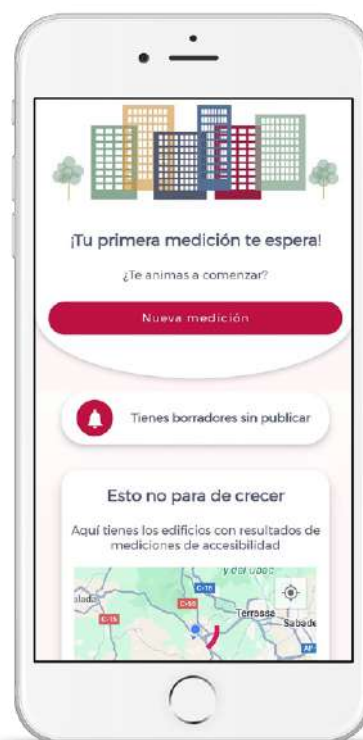 ¡Tu primera medición te espera!
¿Te animas a comenzar?
Nueva medición
Tienes borradores sin publicar
Esto no para de crecer
Aquí tienes los edificios con resultados de
mediciones de accesibilidad
C-16
C-58
C-15
Terrassa
Sabade
AP-